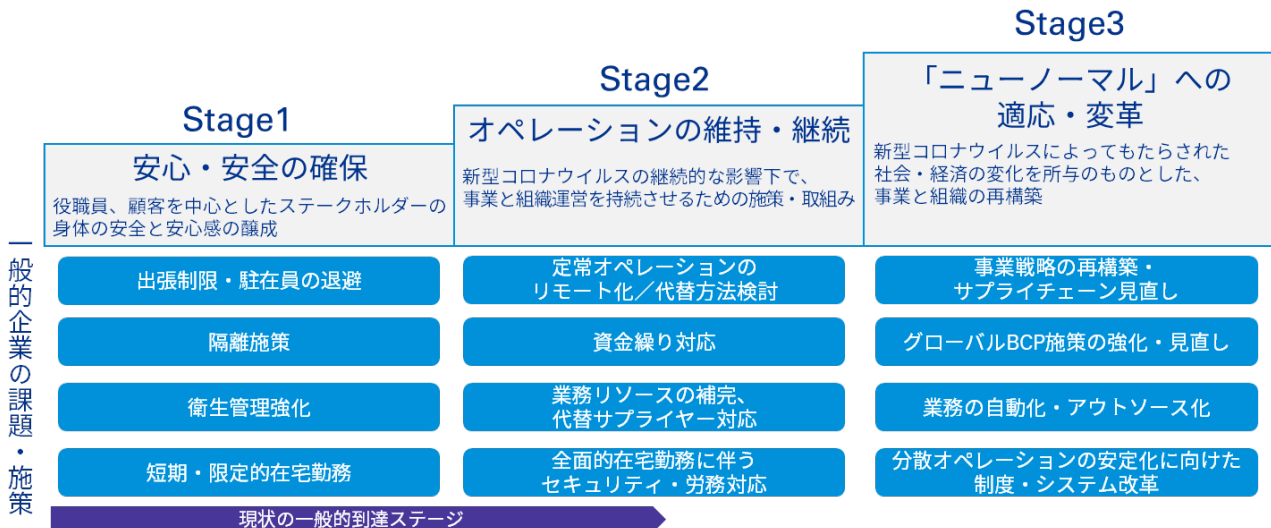 Stage1
安心・安全の確保
役職員、顧客を中心としたステークホルダーの
身体の安全と安心感の醸成
Stage2
オペレーションの維持・継続
新型コロナウイルスの継続的な影響下で、
事業と組織運営を持続させるための施策・取組み
Stage3
「ニューノーマル」への
適応・変革
新型コロナウイルスによってもたらされた
社会・経済の変化を所与のものとした、
事業と組織の再構築
一般的企業の課題・施策
出張制限・駐在員の退避
隔離施策
衛生管理強化
短期・限定的在宅勤務
定常オペレーションの
リモート化／代替方法検討
資金繰り対応
業務リソースの補完、
代替サプライヤー対応
全面的在宅勤務に伴う
セキュリティ・労務対応
事業戦略の再構築・
サプライチェーン見直し
グローバルBCP施策の強化・見直し
業務の自動化・アウトソース化
分散オペレーションの安定化に向けた
制度・システム改革
現状の一般的到達ステージ